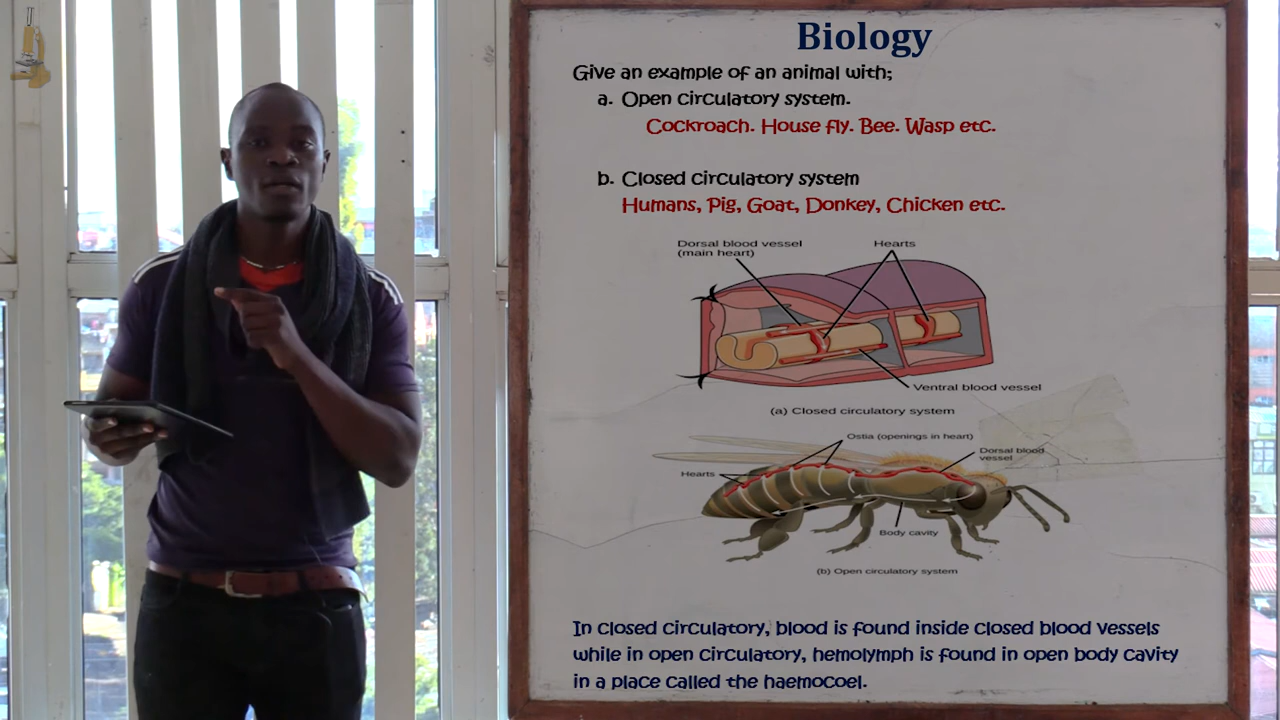 Biology
Give an example of an animal with;
a. Open circulatory system.
Cockroach. House fly. Bee. Wasp etc.
b. Closed circulatory system
Humans, Pig, Goat, Donkey, Chicken etc.
Dorsal blood vessel
(main heart)
Hearts
Ventral blood vessel
(a) Closed circulatory system
Ostia (openings in heart)
Dorsal blood
vessel
Hearts
Body cavity
(b) Open circulatory system
In closed circulatory, blood is found inside closed blood vessels
while in open circulatory, hemolymph is found in open body cavity
in a place called the haemocoel.